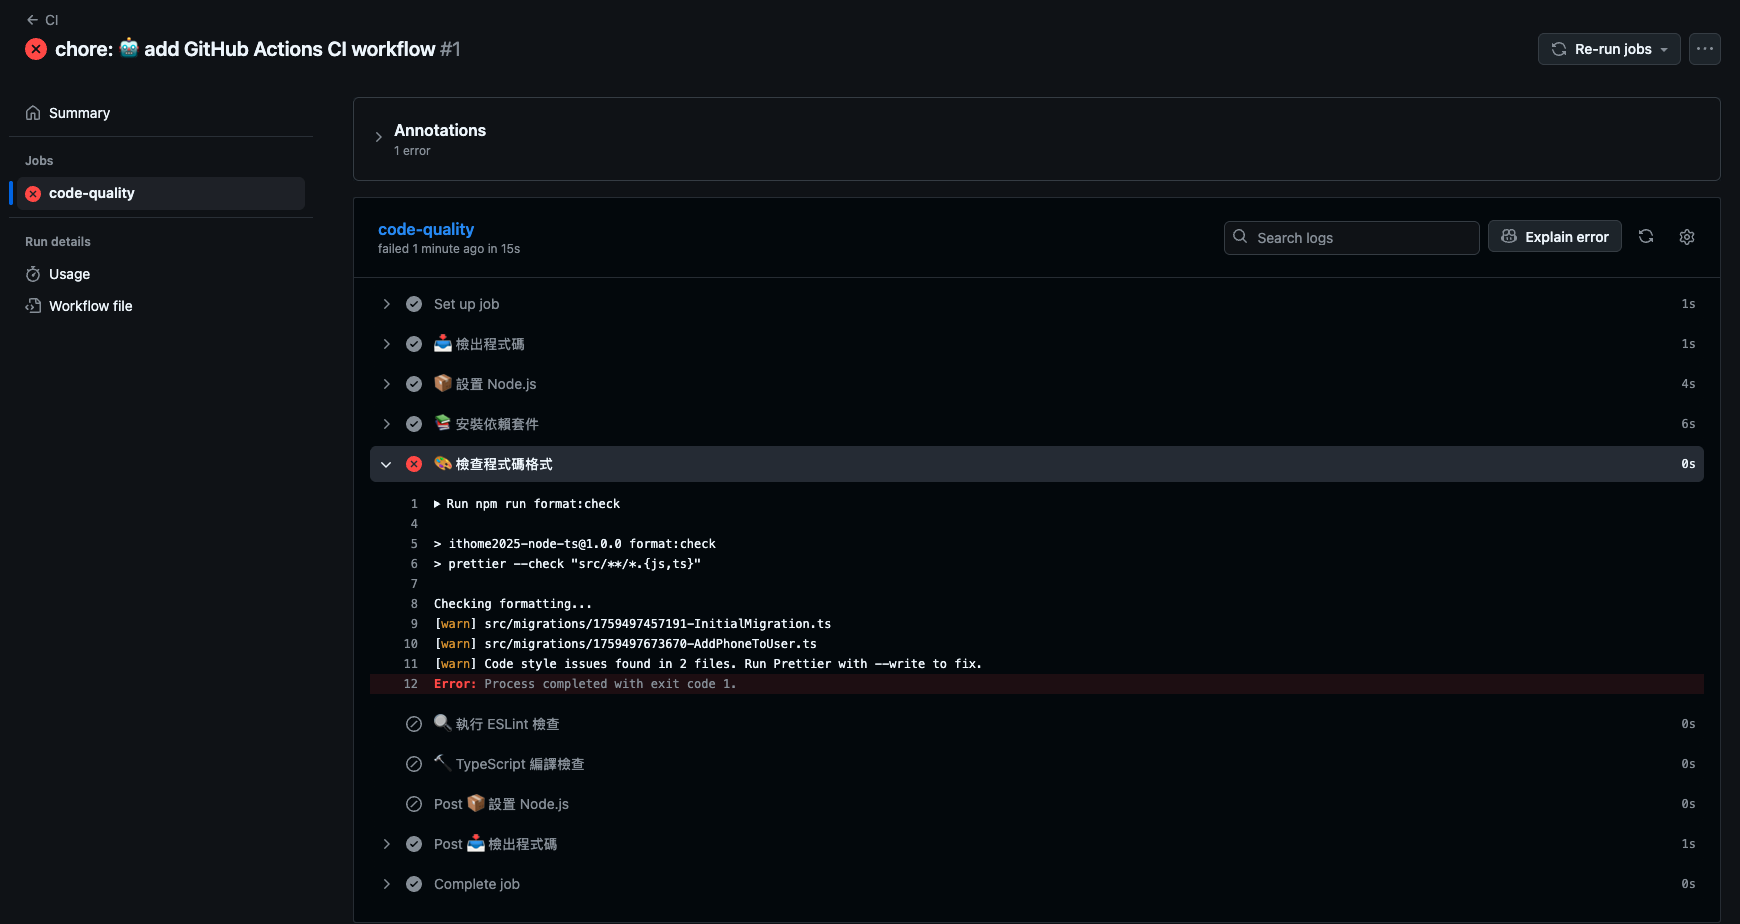 ← CI
chore: 🤖 add GitHub Actions CI workflow #1
Re-run jobs
Summary
Jobs
code-quality
Run details
Usage
Workflow file
Annotations
1 error
code-quality
failed 1 minute ago in 15s
Search logs
Explain error
Set up job 1s
📥 檢出程式碼 1s
📦 設置 Node.js 4s
📚 安裝依賴套件 6s
🎨 檢查程式碼格式 0s
1 ▶ Run npm run format:check
4
5 > ithome2025-node-ts@1.0.0 format:check
6 > prettier --check "src/**/*.{js,ts}"
7
8 Checking formatting...
9 [warn] src/migrations/1759497457191-InitialMigration.ts
10 [warn] src/migrations/1759497673670-AddPhoneToUser.ts
11 [warn] Code style issues found in 2 files. Run Prettier with --write to fix.
12 Error: Process completed with exit code 1.
🔍 執行 ESLint 檢查 0s
🔨 TypeScript 編譯檢查 0s
Post 📦 設置 Node.js 0s
Post 📥 檢出程式碼 1s
Complete job 0s